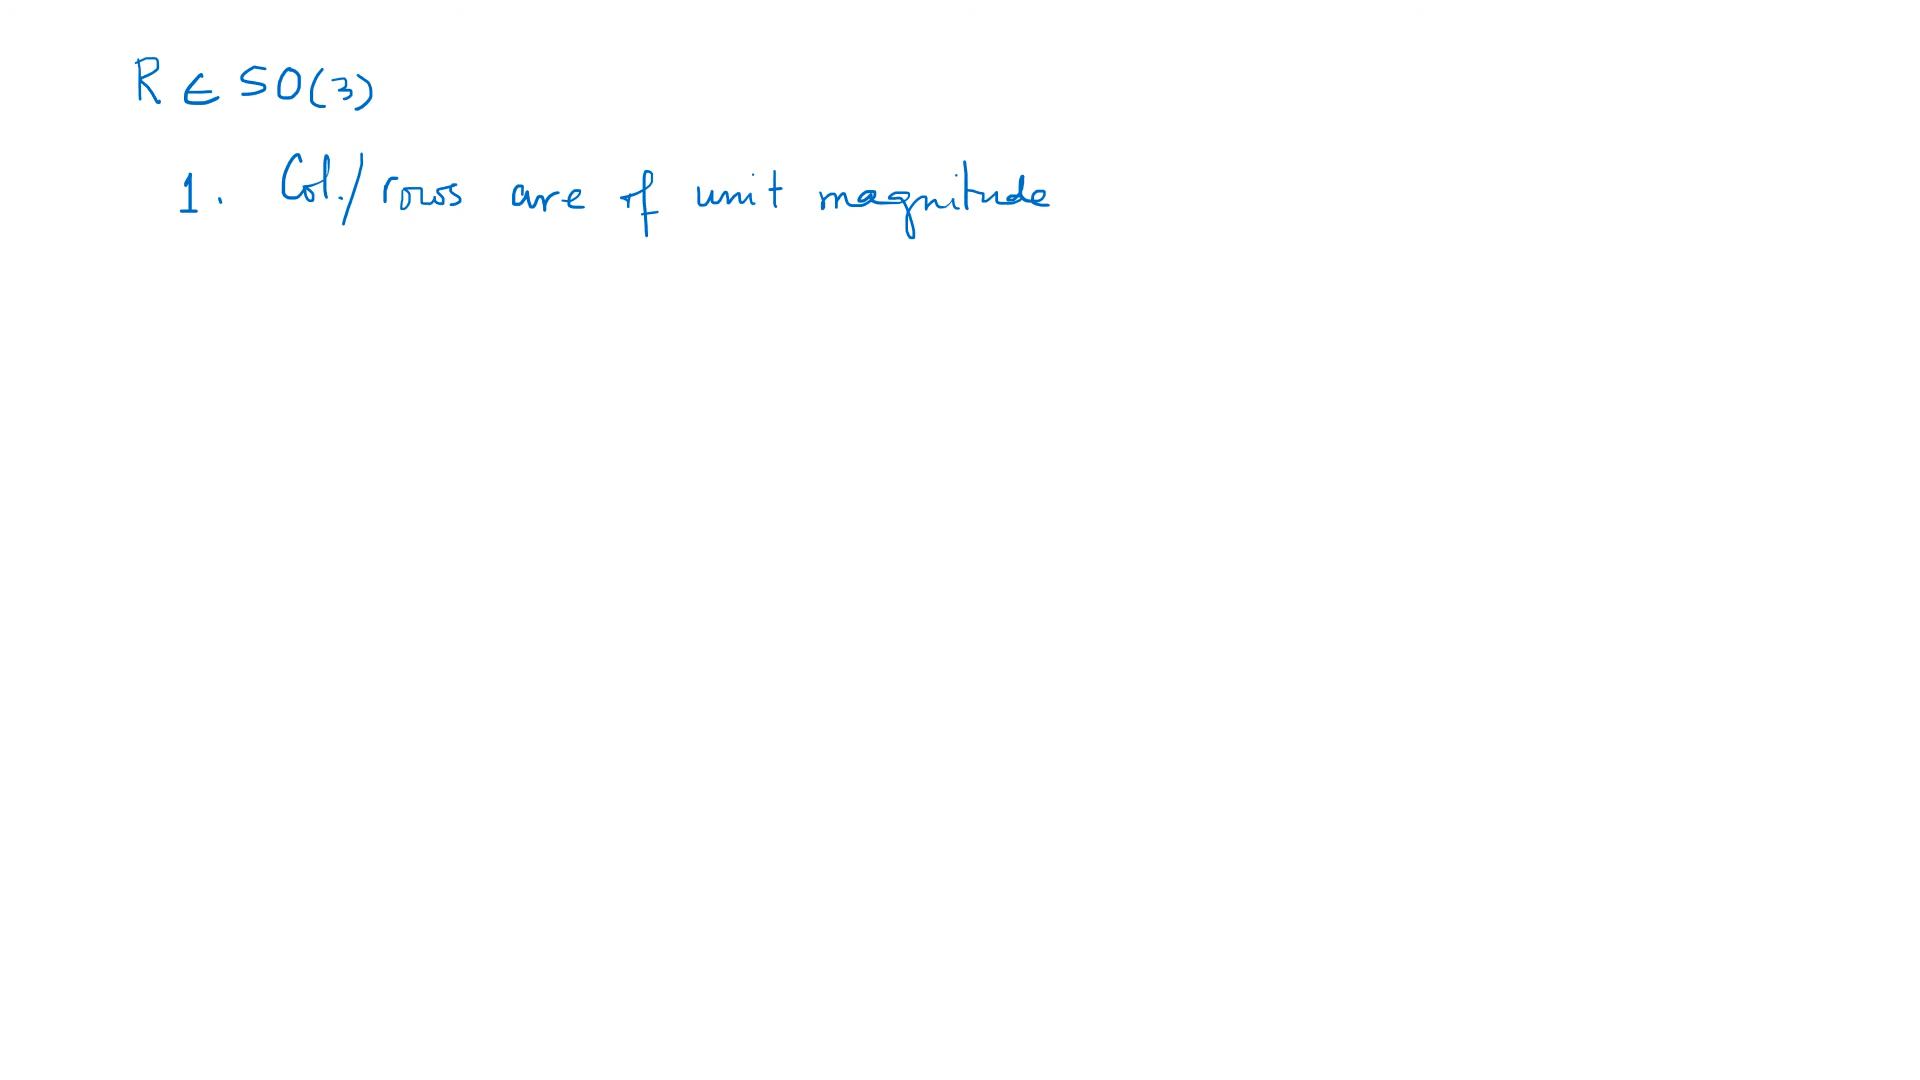 R ∈ SO(3)
1. Col./rows are of unit magnitude